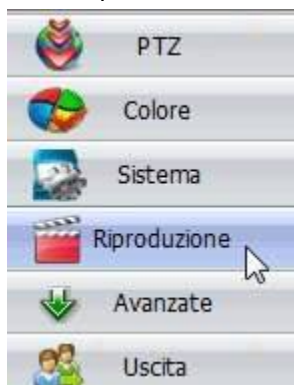 PTZ
Colore
Sistema
Riproduzione
Avanzate
Uscita